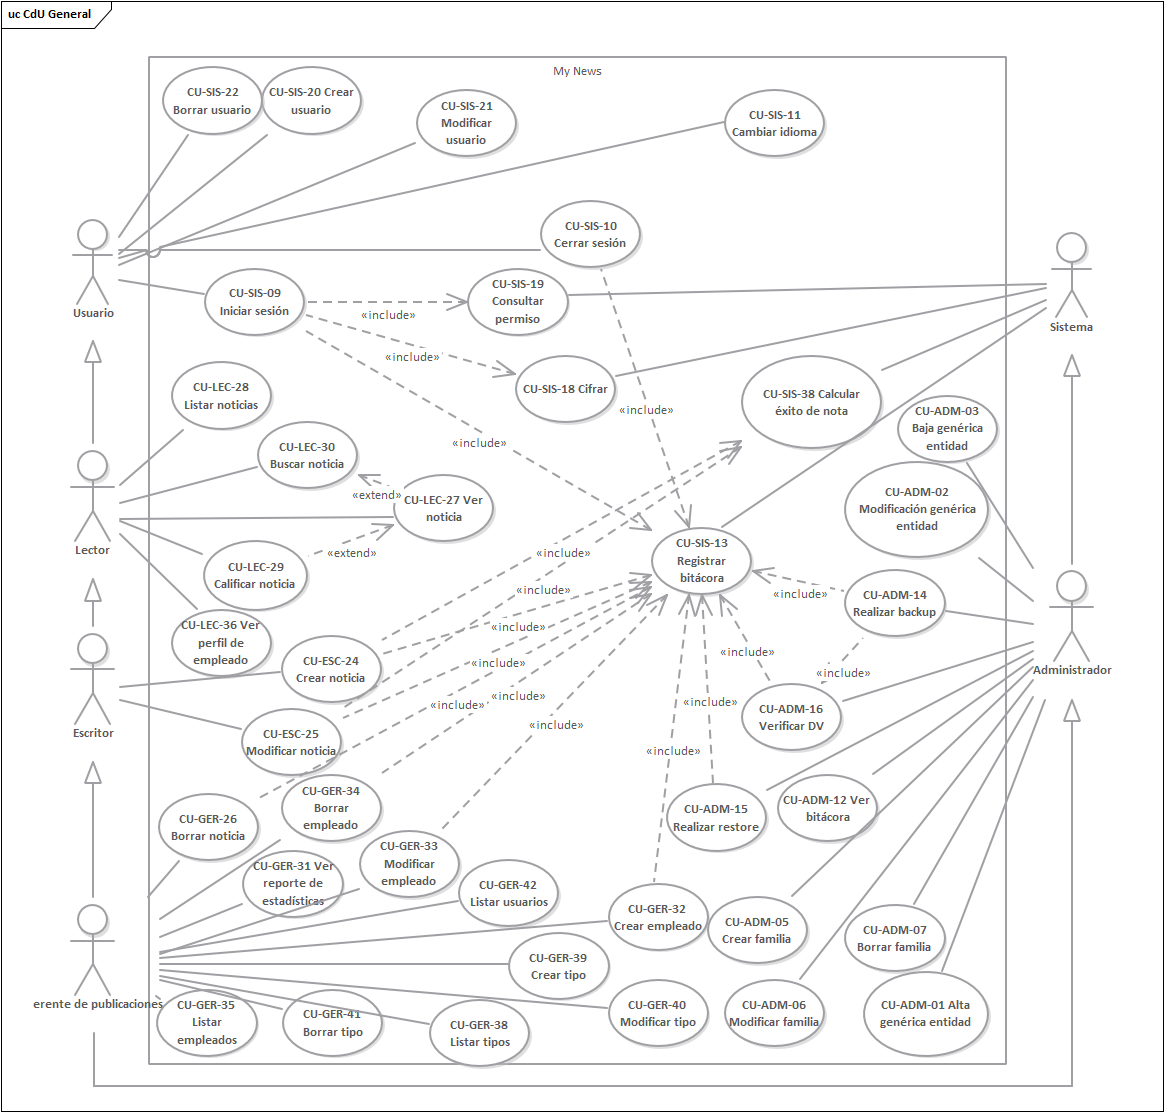 uc CdU General
My News
CU-SIS-22
Borrar usuario
CU-SIS-20 Crear
usuario
CU-SIS-21
Modificar
usuario
CU-SIS-11
Cambiar idioma
CU-SIS-10
Cerrar sesión
Usuario
Sistema
CU-SIS-09
Iniciar sesión
«include»
CU-SIS-19
Consultar
permiso
«include»
CU-SIS-18 Cifrar
CU-LEC-28
Listar noticias
«include»
CU-SIS-38 Calcular
éxito de nota
CU-ADM-03
Baja genérica
entidad
«include»
CU-LEC-30
Buscar noticia
«extend»
CU-LEC-27 Ver
noticia
CU-ADM-02
Modificación genérica
entidad
Lector
«extend»
«include»
CU-SIS-13
Registrar
bitácora
CU-LEC-29
Calificar noticia
«include»
«include»
CU-ADM-14
Realizar backup
CU-LEC-36 Ver
perfil de
empleado
«include»
CU-ESC-24
Crear noticia
«include»
«include»
«include»
Administrador
«include»
«include»
«include»
CU-ADM-16
Verificar DV
Escritor
CU-ESC-25
Modificar noticia
«include»
«include»
CU-GER-34
Borrar
empleado
CU-GER-26
Borrar noticia
CU-ADM-15
Realizar restore
CU-ADM-12 Ver
bitácora
CU-GER-33
Modificar
empleado
CU-GER-31 Ver
reporte de
estadísticas
CU-GER-42
Listar usuarios
CU-GER-32
Crear empleado
CU-ADM-05
Crear familia
CU-ADM-07
Borrar familia
CU-GER-39
Crear tipo
erente de publicaciones
CU-GER-35
Listar
empleados
CU-GER-41
Borrar tipo
CU-GER-38
Listar tipos
CU-GER-40
Modificar tipo
CU-ADM-06
Modificar familia
CU-ADM-01 Alta
genérica entidad